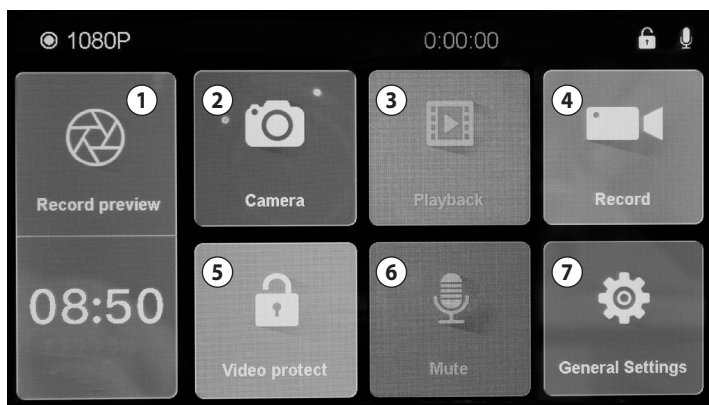 1080P 0:00:00
1
Record preview
08:50
2
Camera
3
Playback
4
Record
5
Video protect
6
Mute
7
General Settings